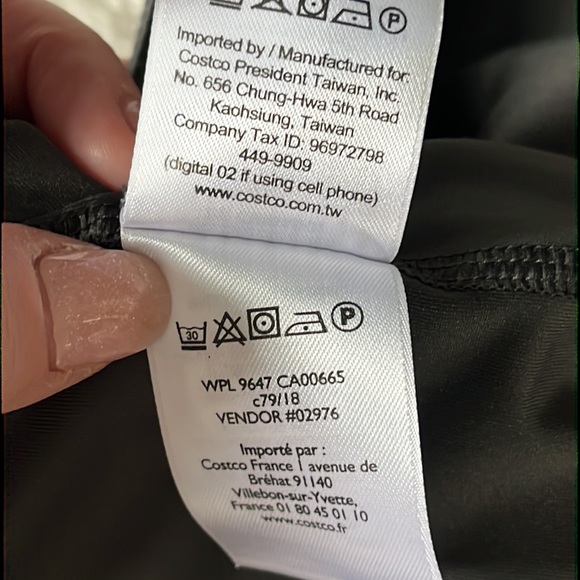 P
Imported by / Manufactured for:
Costco President Taiwan, Inc.
No. 656 Chung-Hwa 5th Road
Kaohsiung, Taiwan
Company Tax ID: 96972798
449-9909
(digital 02 if using cell phone)
www.costco.com.tw
30 P
WPL 9647 CA00665
c79/18
VENDOR #02976
Importé par :
Costco France 1 avenue de
Bréhat 91140
Villebon-sur-Yvette,
France 01 80 45 01 10
www.costco.fr